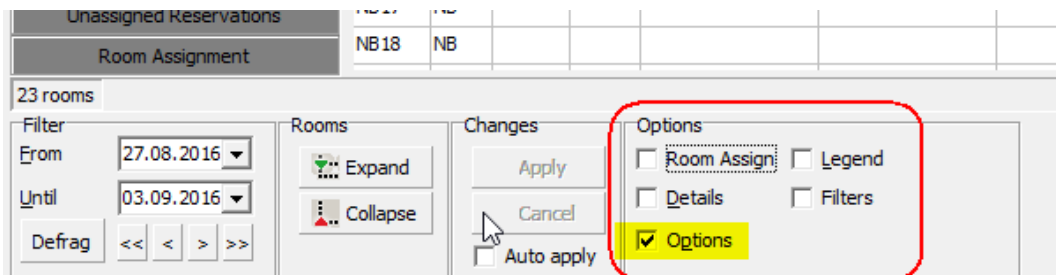 Unassigned Reservations
Room Assignment
NB18 NB
23 rooms
Filter
From 27.08.2016
Until 03.09.2016
Defrag << < > >>
Rooms
Expand
Collapse
Changes
Apply
Cancel
Auto apply
Options
Room Assign Legend
Details Filters
Options